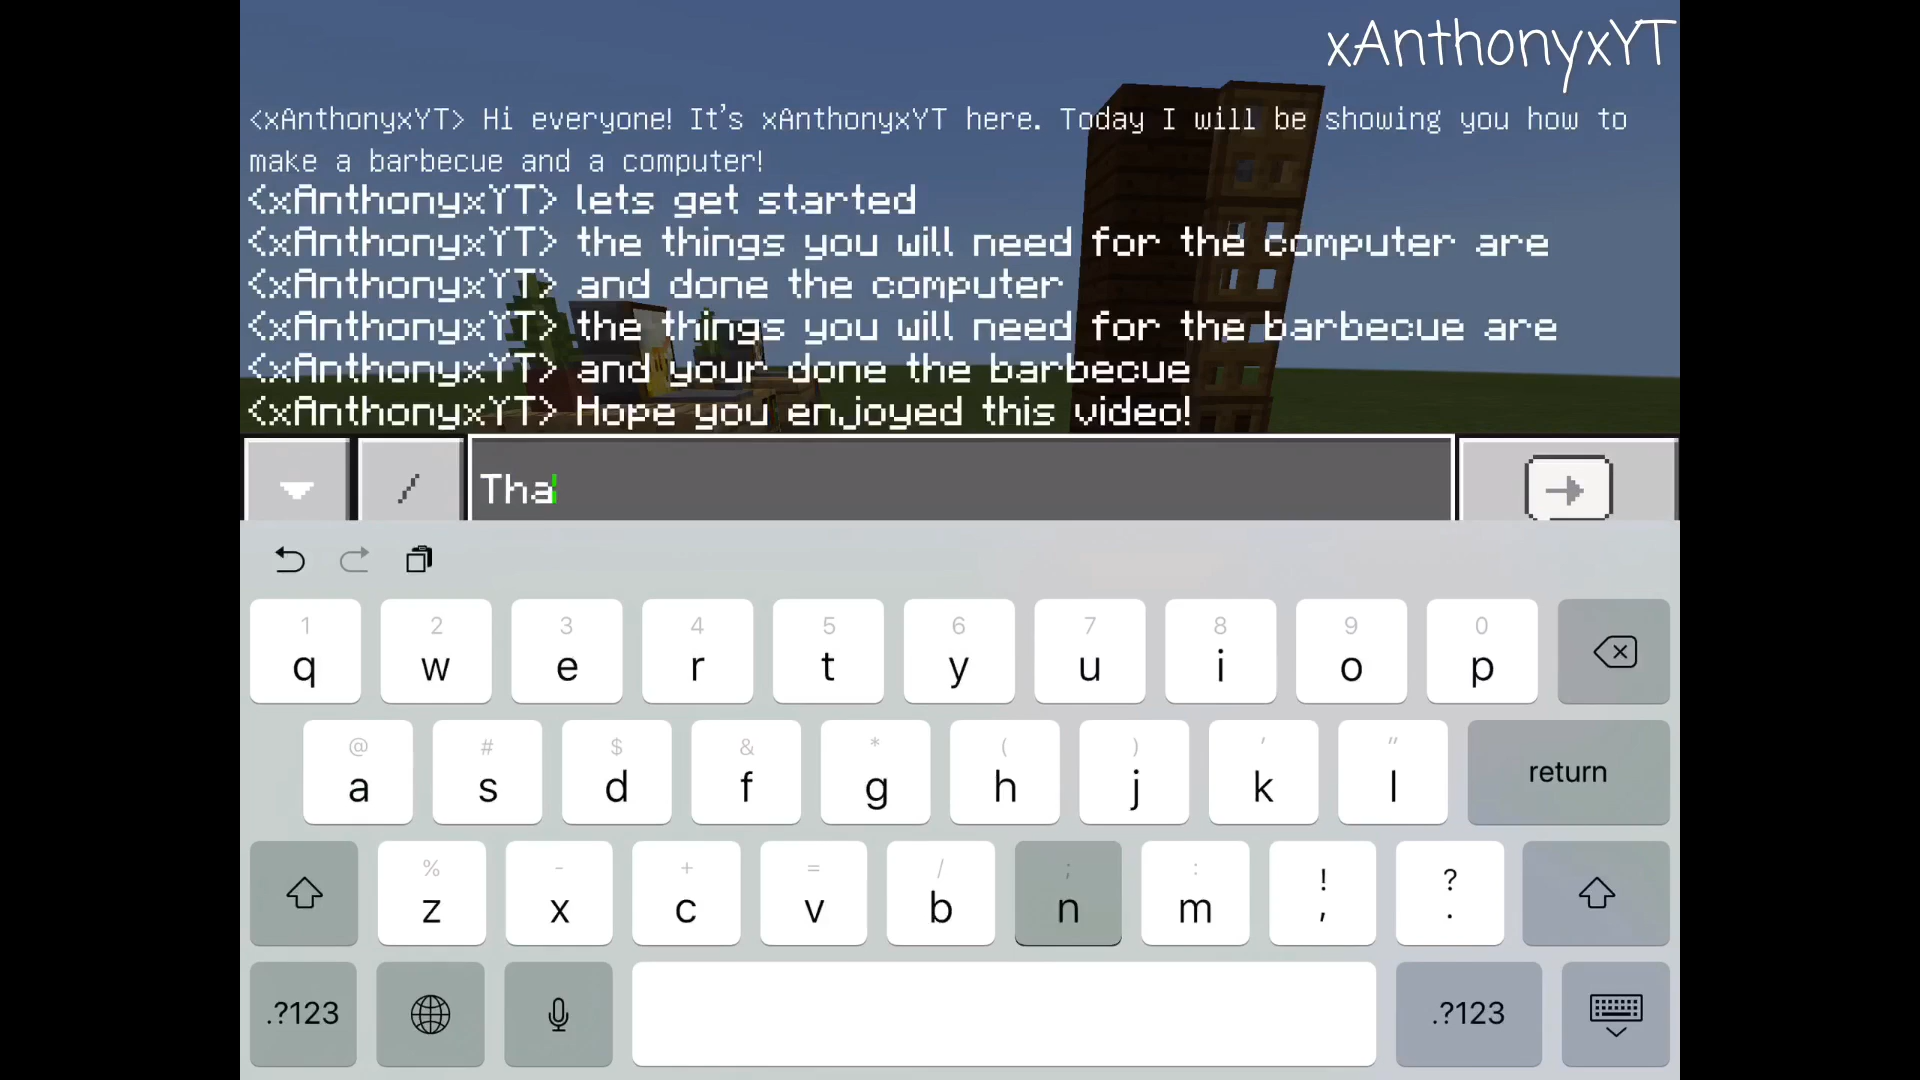 xAnthonyxYT
<xAnthonyxYT> Hi everyone! It's xAnthonyxYT here. Today I will be showing you how to
make a barbecue and a computer!
<xAnthonyxYT> lets get started
<xAnthonyxYT> the things you will need for the computer are
<xAnthonyxYT> and done the computer
<xAnthonyxYT> the things you will need for the barbecue are
<xAnthonyxYT> and your done the barbecue
<xAnthonyxYT> Hope you enjoyed this video!
/ Tha
1 2 3 4 5 6 7 8 9 0
q w e r t y u i o p
@ # $ & * ( ) ' "
a s d f g h j k l return
% - + = / ; : ! ?
z x c v b n m , .
.?123 .?123